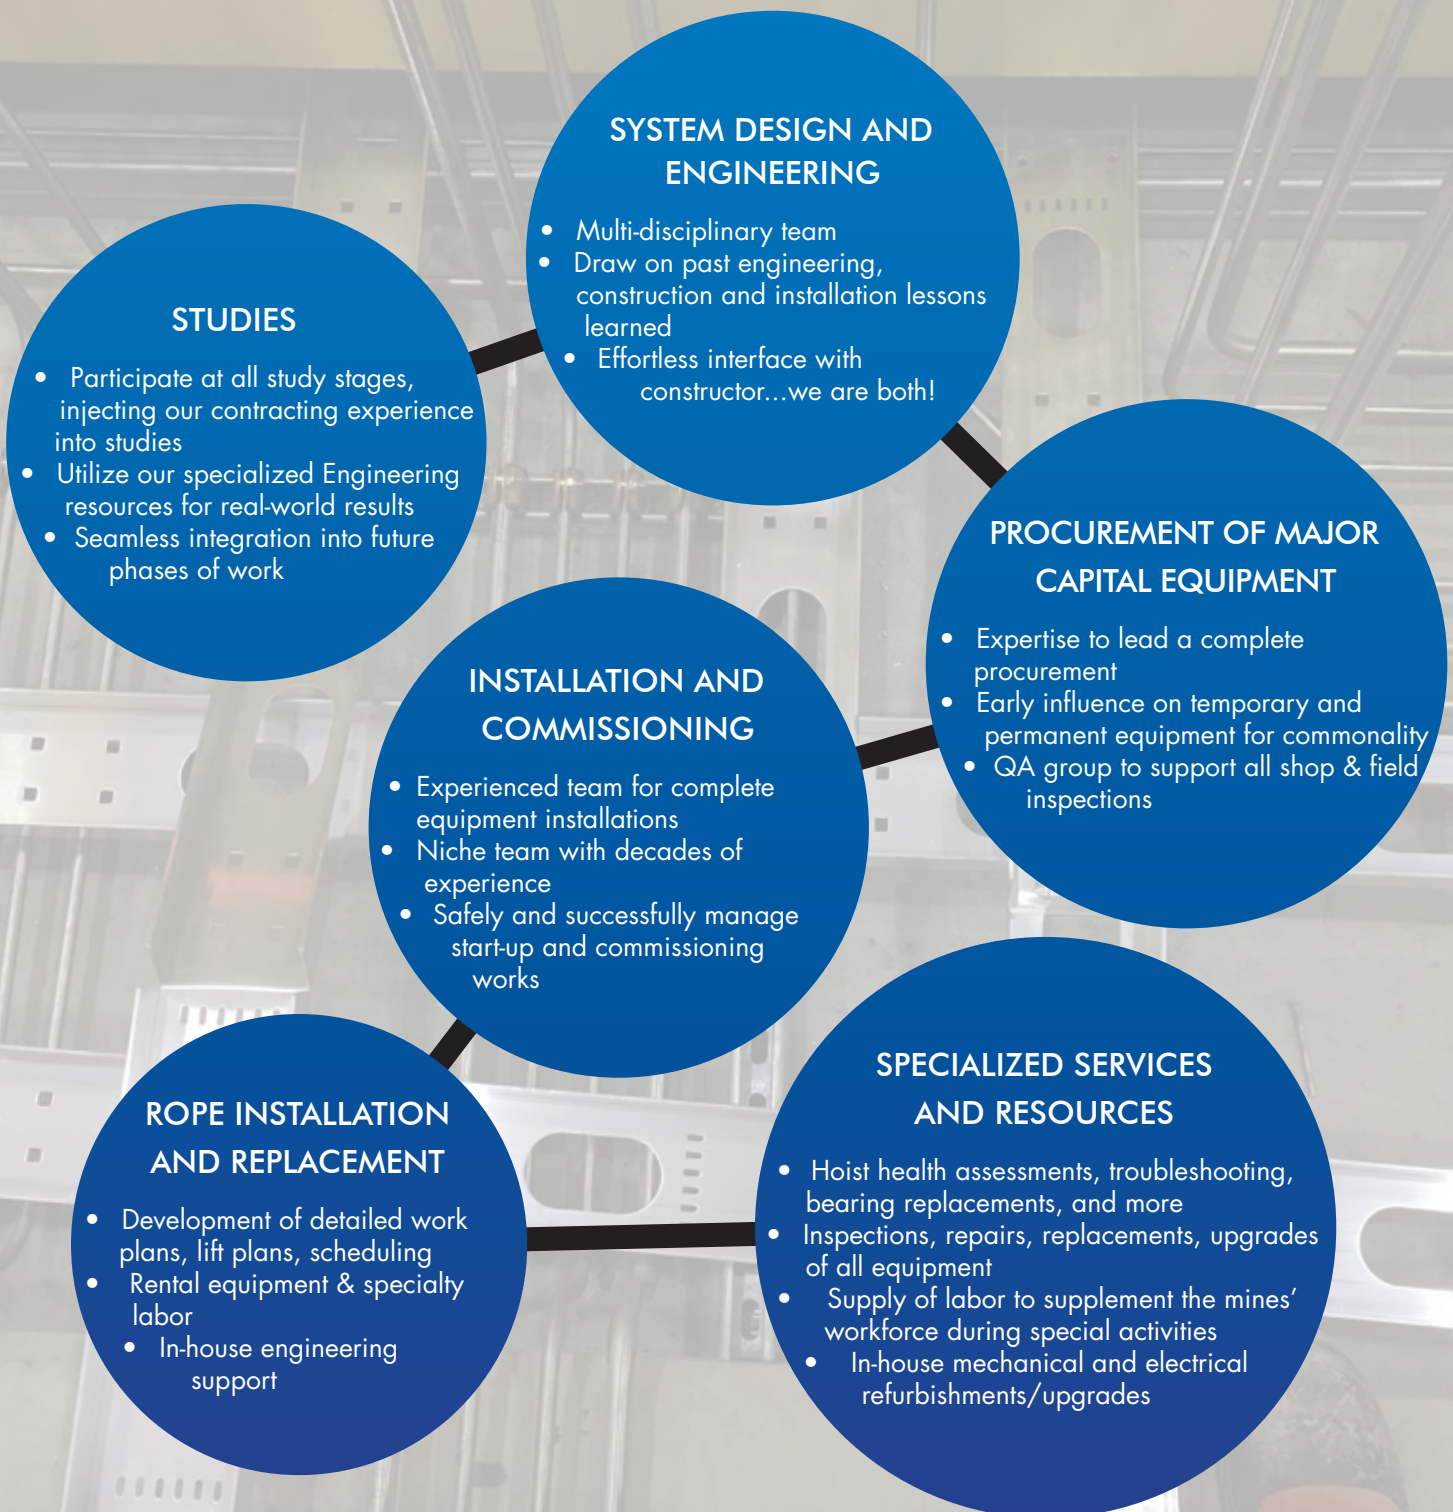 SYSTEM DESIGN AND
ENGINEERING
• Multi-disciplinary team
• Draw on past engineering,
construction and installation lessons
learned
• Effortless interface with
constructor...we are both!
STUDIES
• Participate at all study stages,
injecting our contracting experience
into studies
• Utilize our specialized Engineering
resources for real-world results
• Seamless integration into future
phases of work
PROCUREMENT OF MAJOR
CAPITAL EQUIPMENT
• Expertise to lead a complete
procurement
• Early influence on temporary and
permanent equipment for commonality
• QA group to support all shop & field
inspections
INSTALLATION AND
COMMISSIONING
• Experienced team for complete
equipment installations
• Niche team with decades of
experience
• Safely and successfully manage
start-up and commissioning
works
ROPE INSTALLATION
AND REPLACEMENT
• Development of detailed work
plans, lift plans, scheduling
• Rental equipment & specialty
labor
• In-house engineering
support
SPECIALIZED SERVICES
AND RESOURCES
• Hoist health assessments, troubleshooting,
bearing replacements, and more
• Inspections, repairs, replacements, upgrades
of all equipment
• Supply of labor to supplement the mines’
workforce during special activities
• In-house mechanical and electrical
refurbishments/upgrades